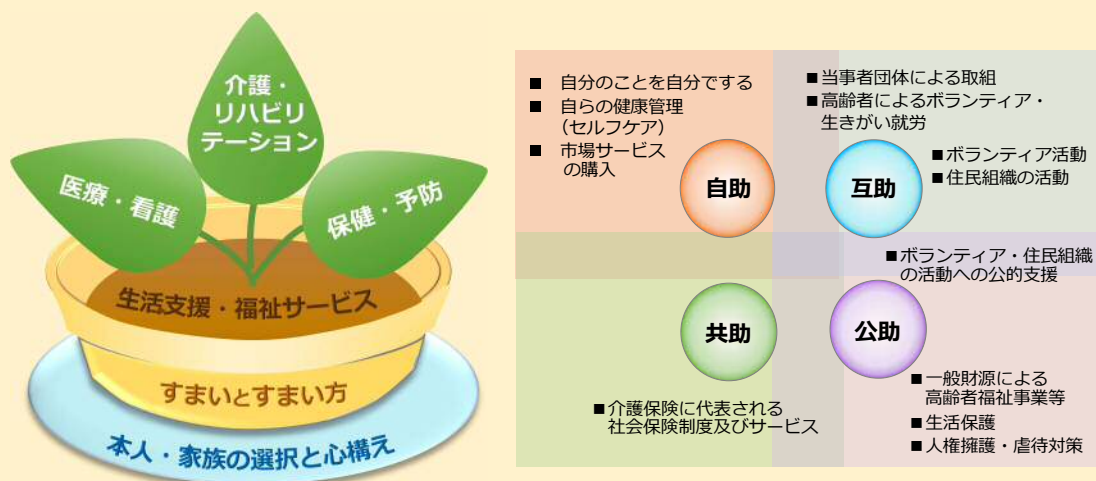 介護・
リハビリ
テーション
医療・看護
保健・予防
生活支援・福祉サービス
すまいとすまい方
本人・家族の選択と心構え
■ 自分のことを自分でする
■ 自らの健康管理
(セルフケア)
■ 市場サービス
の購入
自助
■当事者団体による取組
■高齢者によるボランティア・
生きがい就労
■ボランティア活動
■住民組織の活動
互助
■ボランティア・住民組織
の活動への公的支援
共助
■介護保険に代表される
社会保険制度及びサービス
公助
■一般財源による
高齢者福祉事業等
■生活保護
■人権擁護・虐待対策